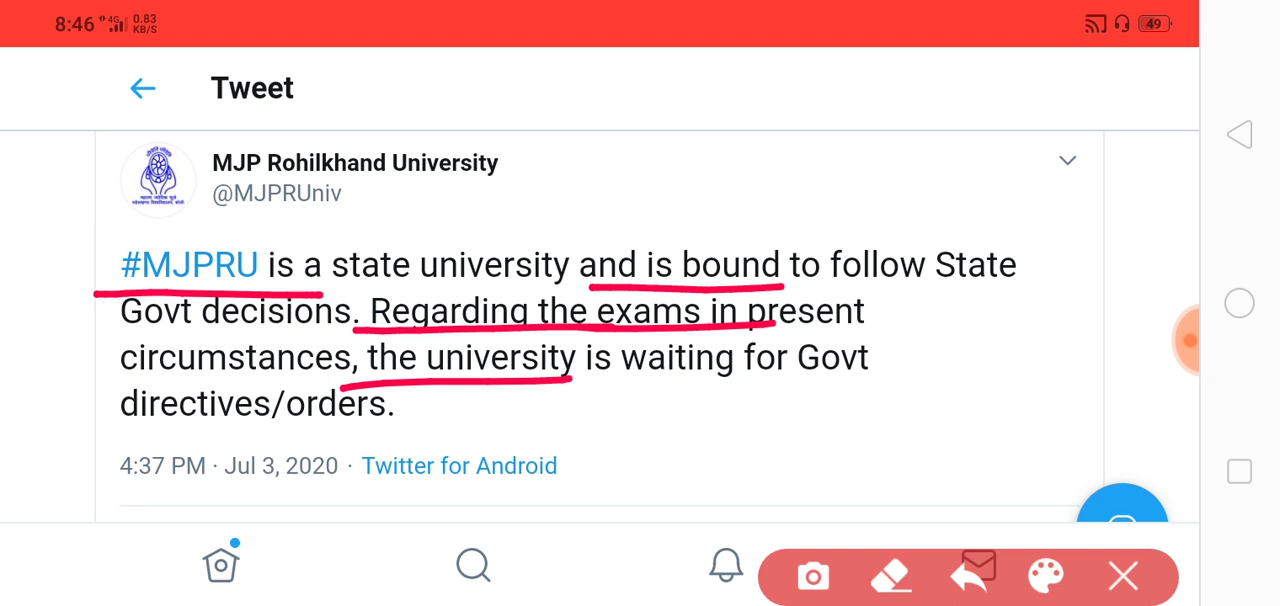 8:46 4G 0.83 KB/S 49
Tweet
MJP Rohilkhand University
@MJPRUniv
#MJPRU is a state university and is bound to follow State
Govt decisions. Regarding the exams in present
circumstances, the university is waiting for Govt
directives/orders.
4:37 PM · Jul 3, 2020 · Twitter for Android